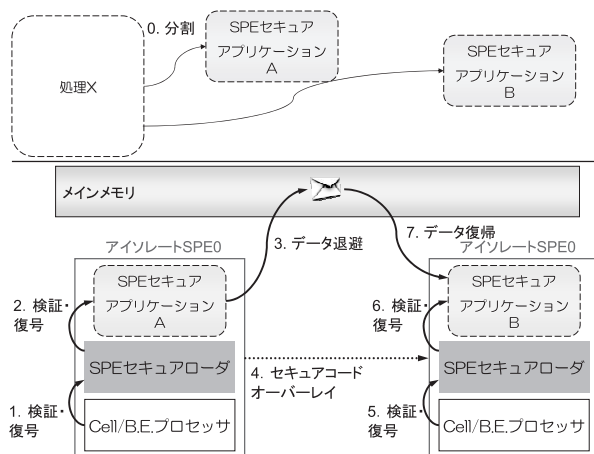 0. 分割
SPEセキュア
アプリケーション
A
SPEセキュア
アプリケーション
B
処理X
メインメモリ
3. データ退避
7. データ復帰
アイソレートSPE0
アイソレートSPE0
SPEセキュア
アプリケーション
A
SPEセキュア
アプリケーション
B
2. 検証・
復号
6. 検証・
復号
SPEセキュアローダ
4. セキュアコード
オーバーレイ
SPEセキュアローダ
1. 検証・
復号
Cell/B.E.プロセッサ
5. 検証・
復号
Cell/B.E.プロセッサ